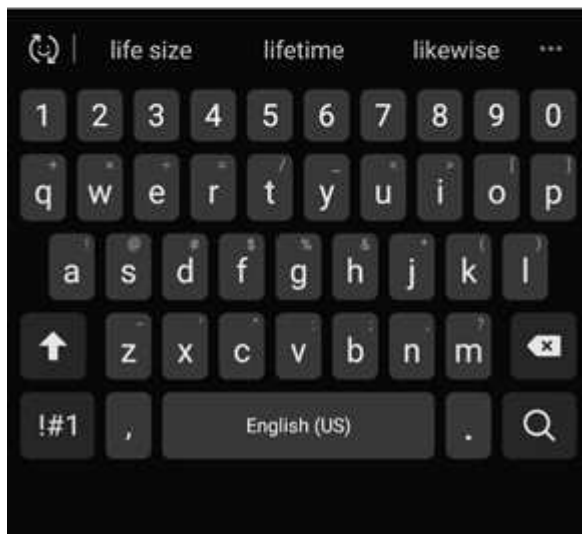 life size lifetime likewise ...
1 2 3 4 5 6 7 8 9 0
q w e r t y u i o p
a s d f g h j k l
z x c v b n m
!#1 , English (US) .